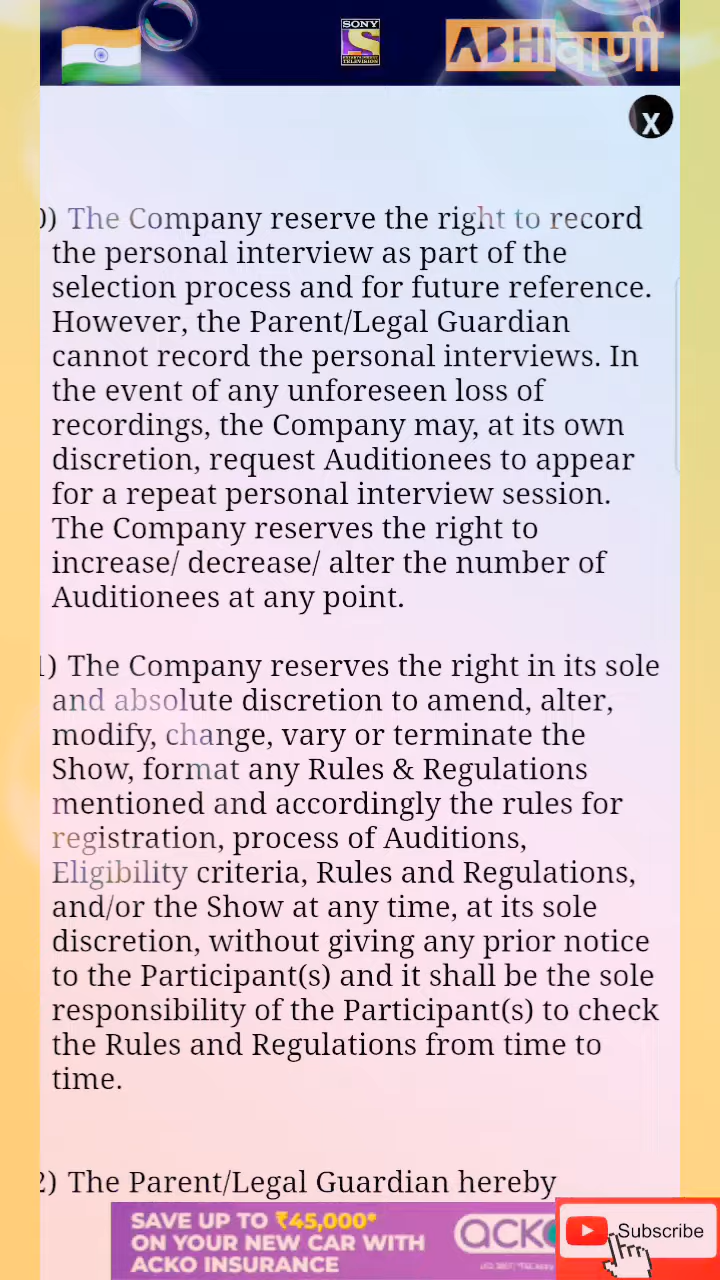 SONY
S
ENTERTAINMENT
TELEVISION
ABHIवाणी
X
0) The Company reserve the right to record
the personal interview as part of the
selection process and for future reference.
However, the Parent/Legal Guardian
cannot record the personal interviews. In
the event of any unforeseen loss of
recordings, the Company may, at its own
discretion, request Auditionees to appear
for a repeat personal interview session.
The Company reserves the right to
increase/ decrease/ alter the number of
Auditionees at any point.
1) The Company reserves the right in its sole
and absolute discretion to amend, alter,
modify, change, vary or terminate the
Show, format any Rules & Regulations
mentioned and accordingly the rules for
registration, process of Auditions,
Eligibility criteria, Rules and Regulations,
and/or the Show at any time, at its sole
discretion, without giving any prior notice
to the Participant(s) and it shall be the sole
responsibility of the Participant(s) to check
the Rules and Regulations from time to
time.
2) The Parent/Legal Guardian hereby
SAVE UP TO ₹45,000*
ON YOUR NEW CAR WITH
ACKO INSURANCE
acko
Subscribe